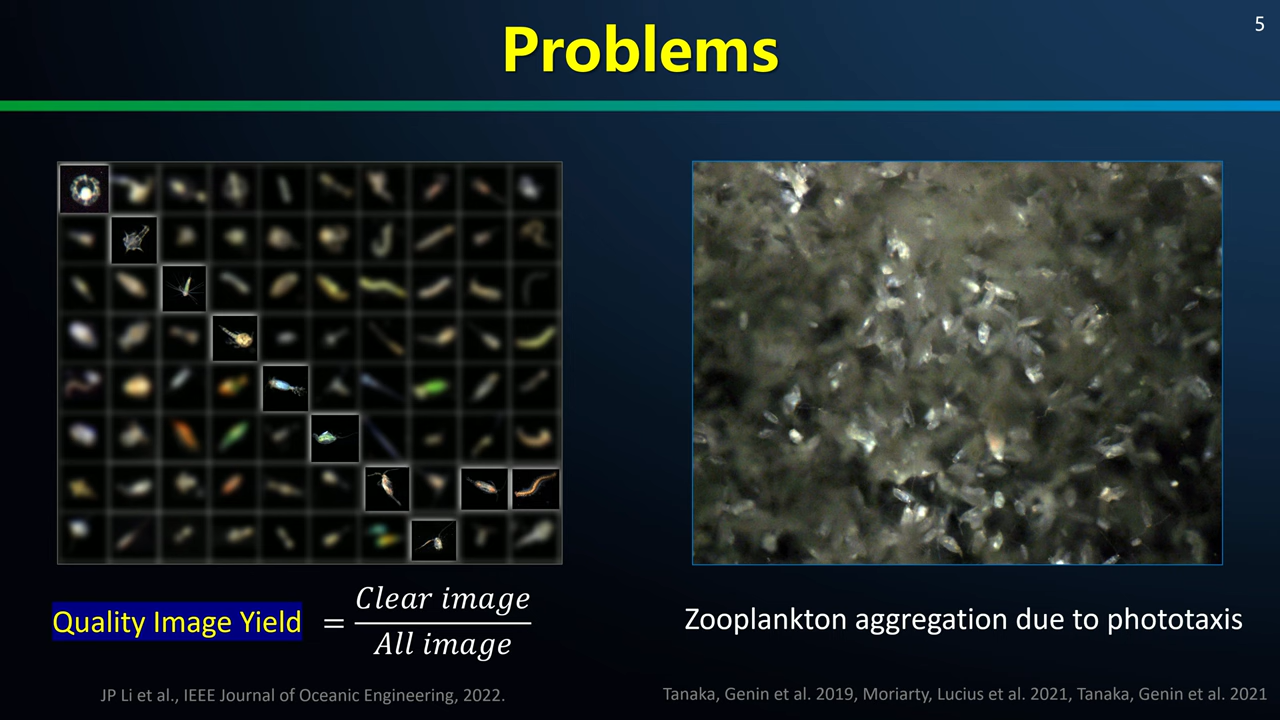 5
Problems
Quality Image Yield = Clear image / All image
Zooplankton aggregation due to phototaxis
JP Li et al., IEEE Journal of Oceanic Engineering, 2022.
Tanaka, Genin et al. 2019, Moriarty, Lucius et al. 2021, Tanaka, Genin et al. 2021